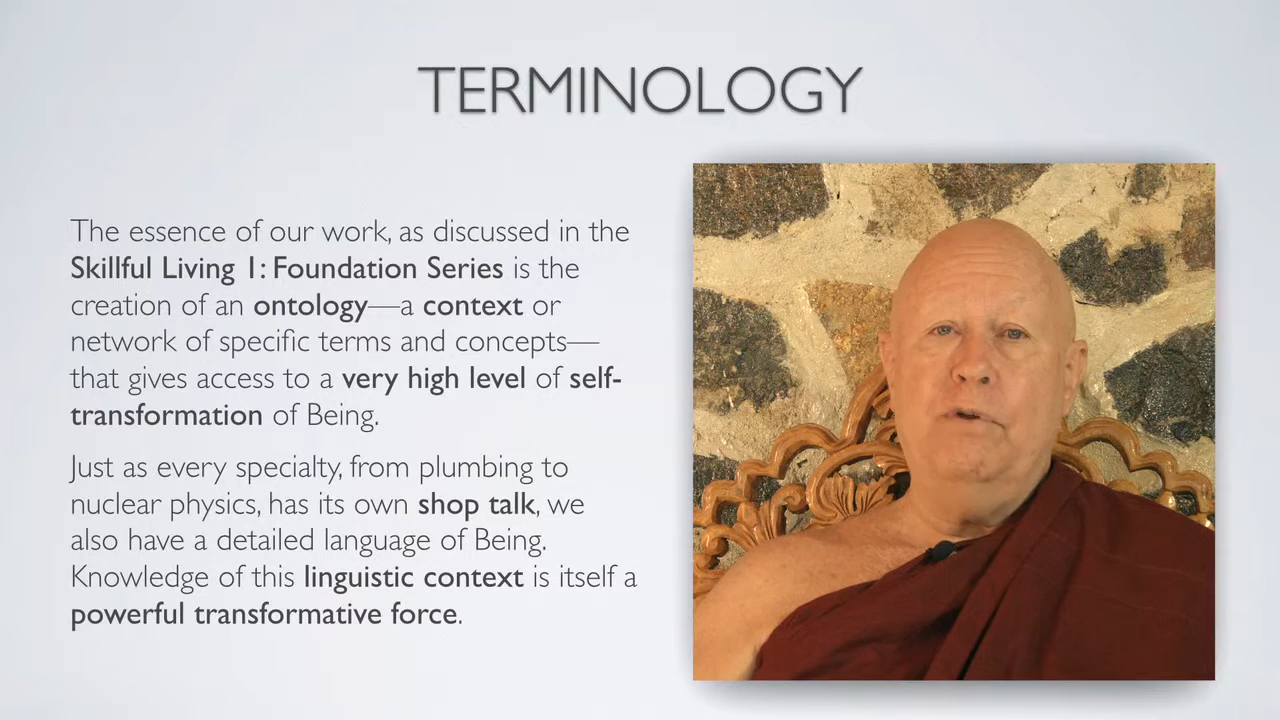 TERMINOLOGY
The essence of our work, as discussed in the
Skillful Living 1: Foundation Series is the
creation of an ontology—a context or
network of specific terms and concepts—
that gives access to a very high level of self-
transformation of Being.
Just as every specialty, from plumbing to
nuclear physics, has its own shop talk, we
also have a detailed language of Being.
Knowledge of this linguistic context is itself a
powerful transformative force.